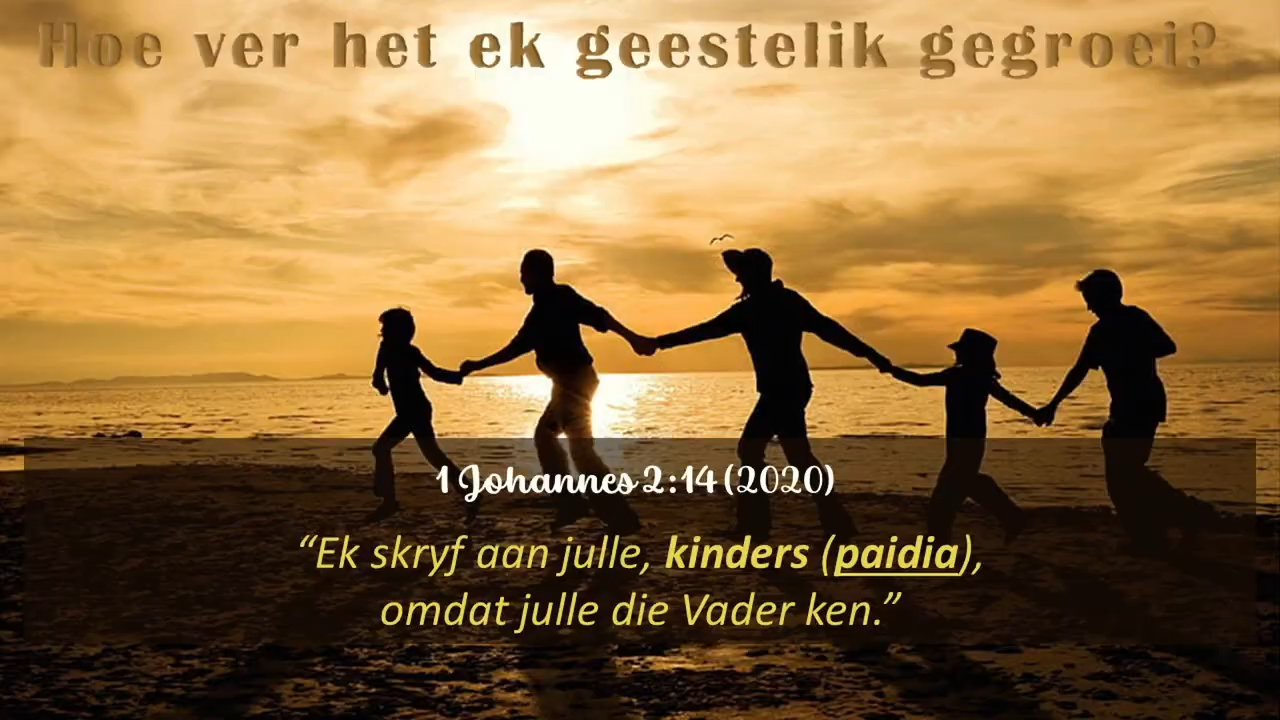 Hoe ver het ek geestelik gegroei?
1 Johannes 2:14 (2020)
“Ek skryf aan julle, kinders (paidia),
omdat julle die Vader ken.”